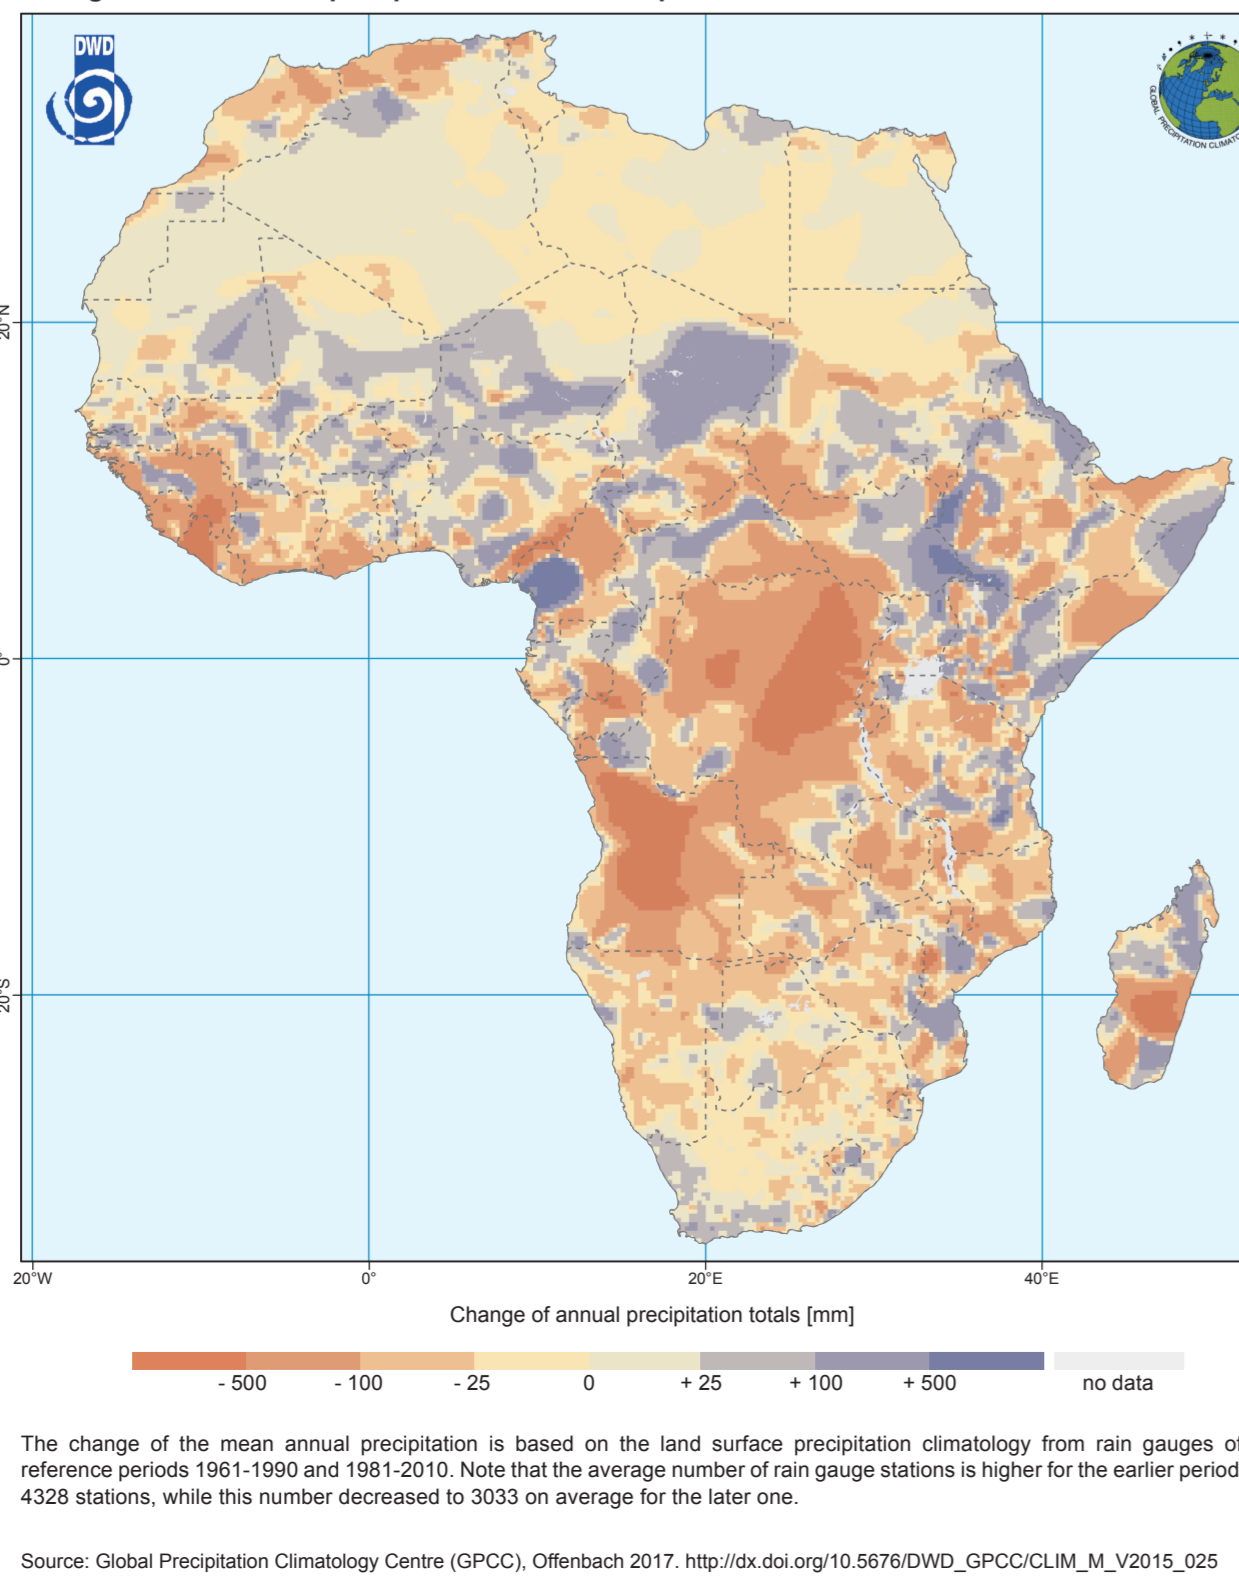 DWD
GLOBAL PRECIPITATION
20°N
0°
20°S
20°W
0°
20°E
40°E
Change of annual precipitation totals [mm]
- 500
- 100
- 25
0
+ 25
+ 100
+ 500
no data
The change of the mean annual precipitation is based on the land surface precipitation climatology from rain gauges of
reference periods 1961-1990 and 1981-2010. Note that the average number of rain gauge stations is higher for the earlier period
4328 stations, while this number decreased to 3033 on average for the later one.
Source: Global Precipitation Climatology Centre (GPCC), Offenbach 2017. http://dx.doi.org/10.5676/DWD_GPCC/CLIM_M_V2015_025